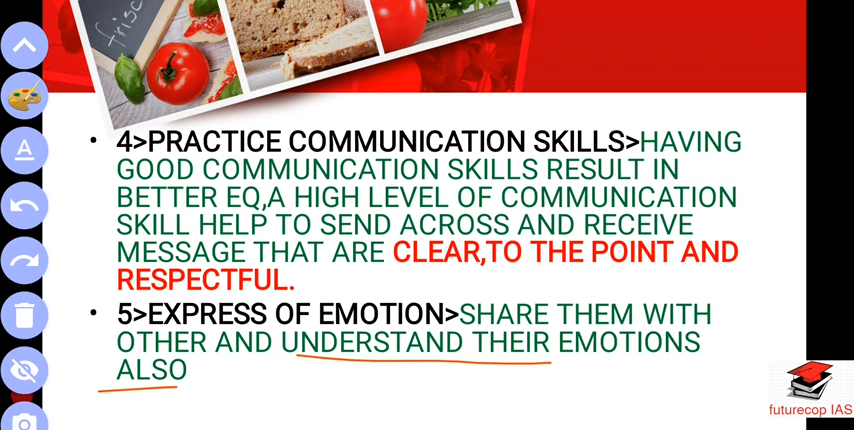 frisc
• 4>PRACTICE COMMUNICATION SKILLS>HAVING
GOOD COMMUNICATION SKILLS RESULT IN
BETTER EQ,A HIGH LEVEL OF COMMUNICATION
SKILL HELP TO SEND ACROSS AND RECEIVE
MESSAGE THAT ARE CLEAR,TO THE POINT AND
RESPECTFUL.
• 5>EXPRESS OF EMOTION>SHARE THEM WITH
OTHER AND UNDERSTAND THEIR EMOTIONS
ALSO
A
futurecop IAS